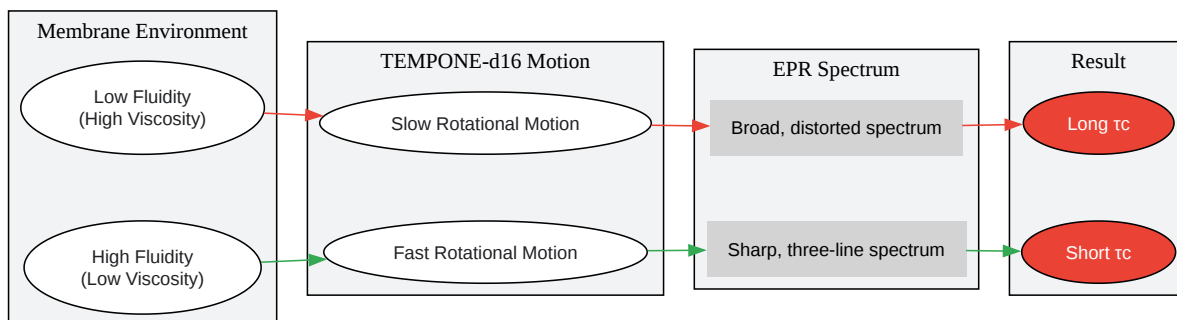 Membrane Environment
Low Fluidity
(High Viscosity)
High Fluidity
(Low Viscosity)
TEMPONE-d16 Motion
Slow Rotational Motion
Fast Rotational Motion
EPR Spectrum
Broad, distorted spectrum
Sharp, three-line spectrum
Result
Long τc
Short τc